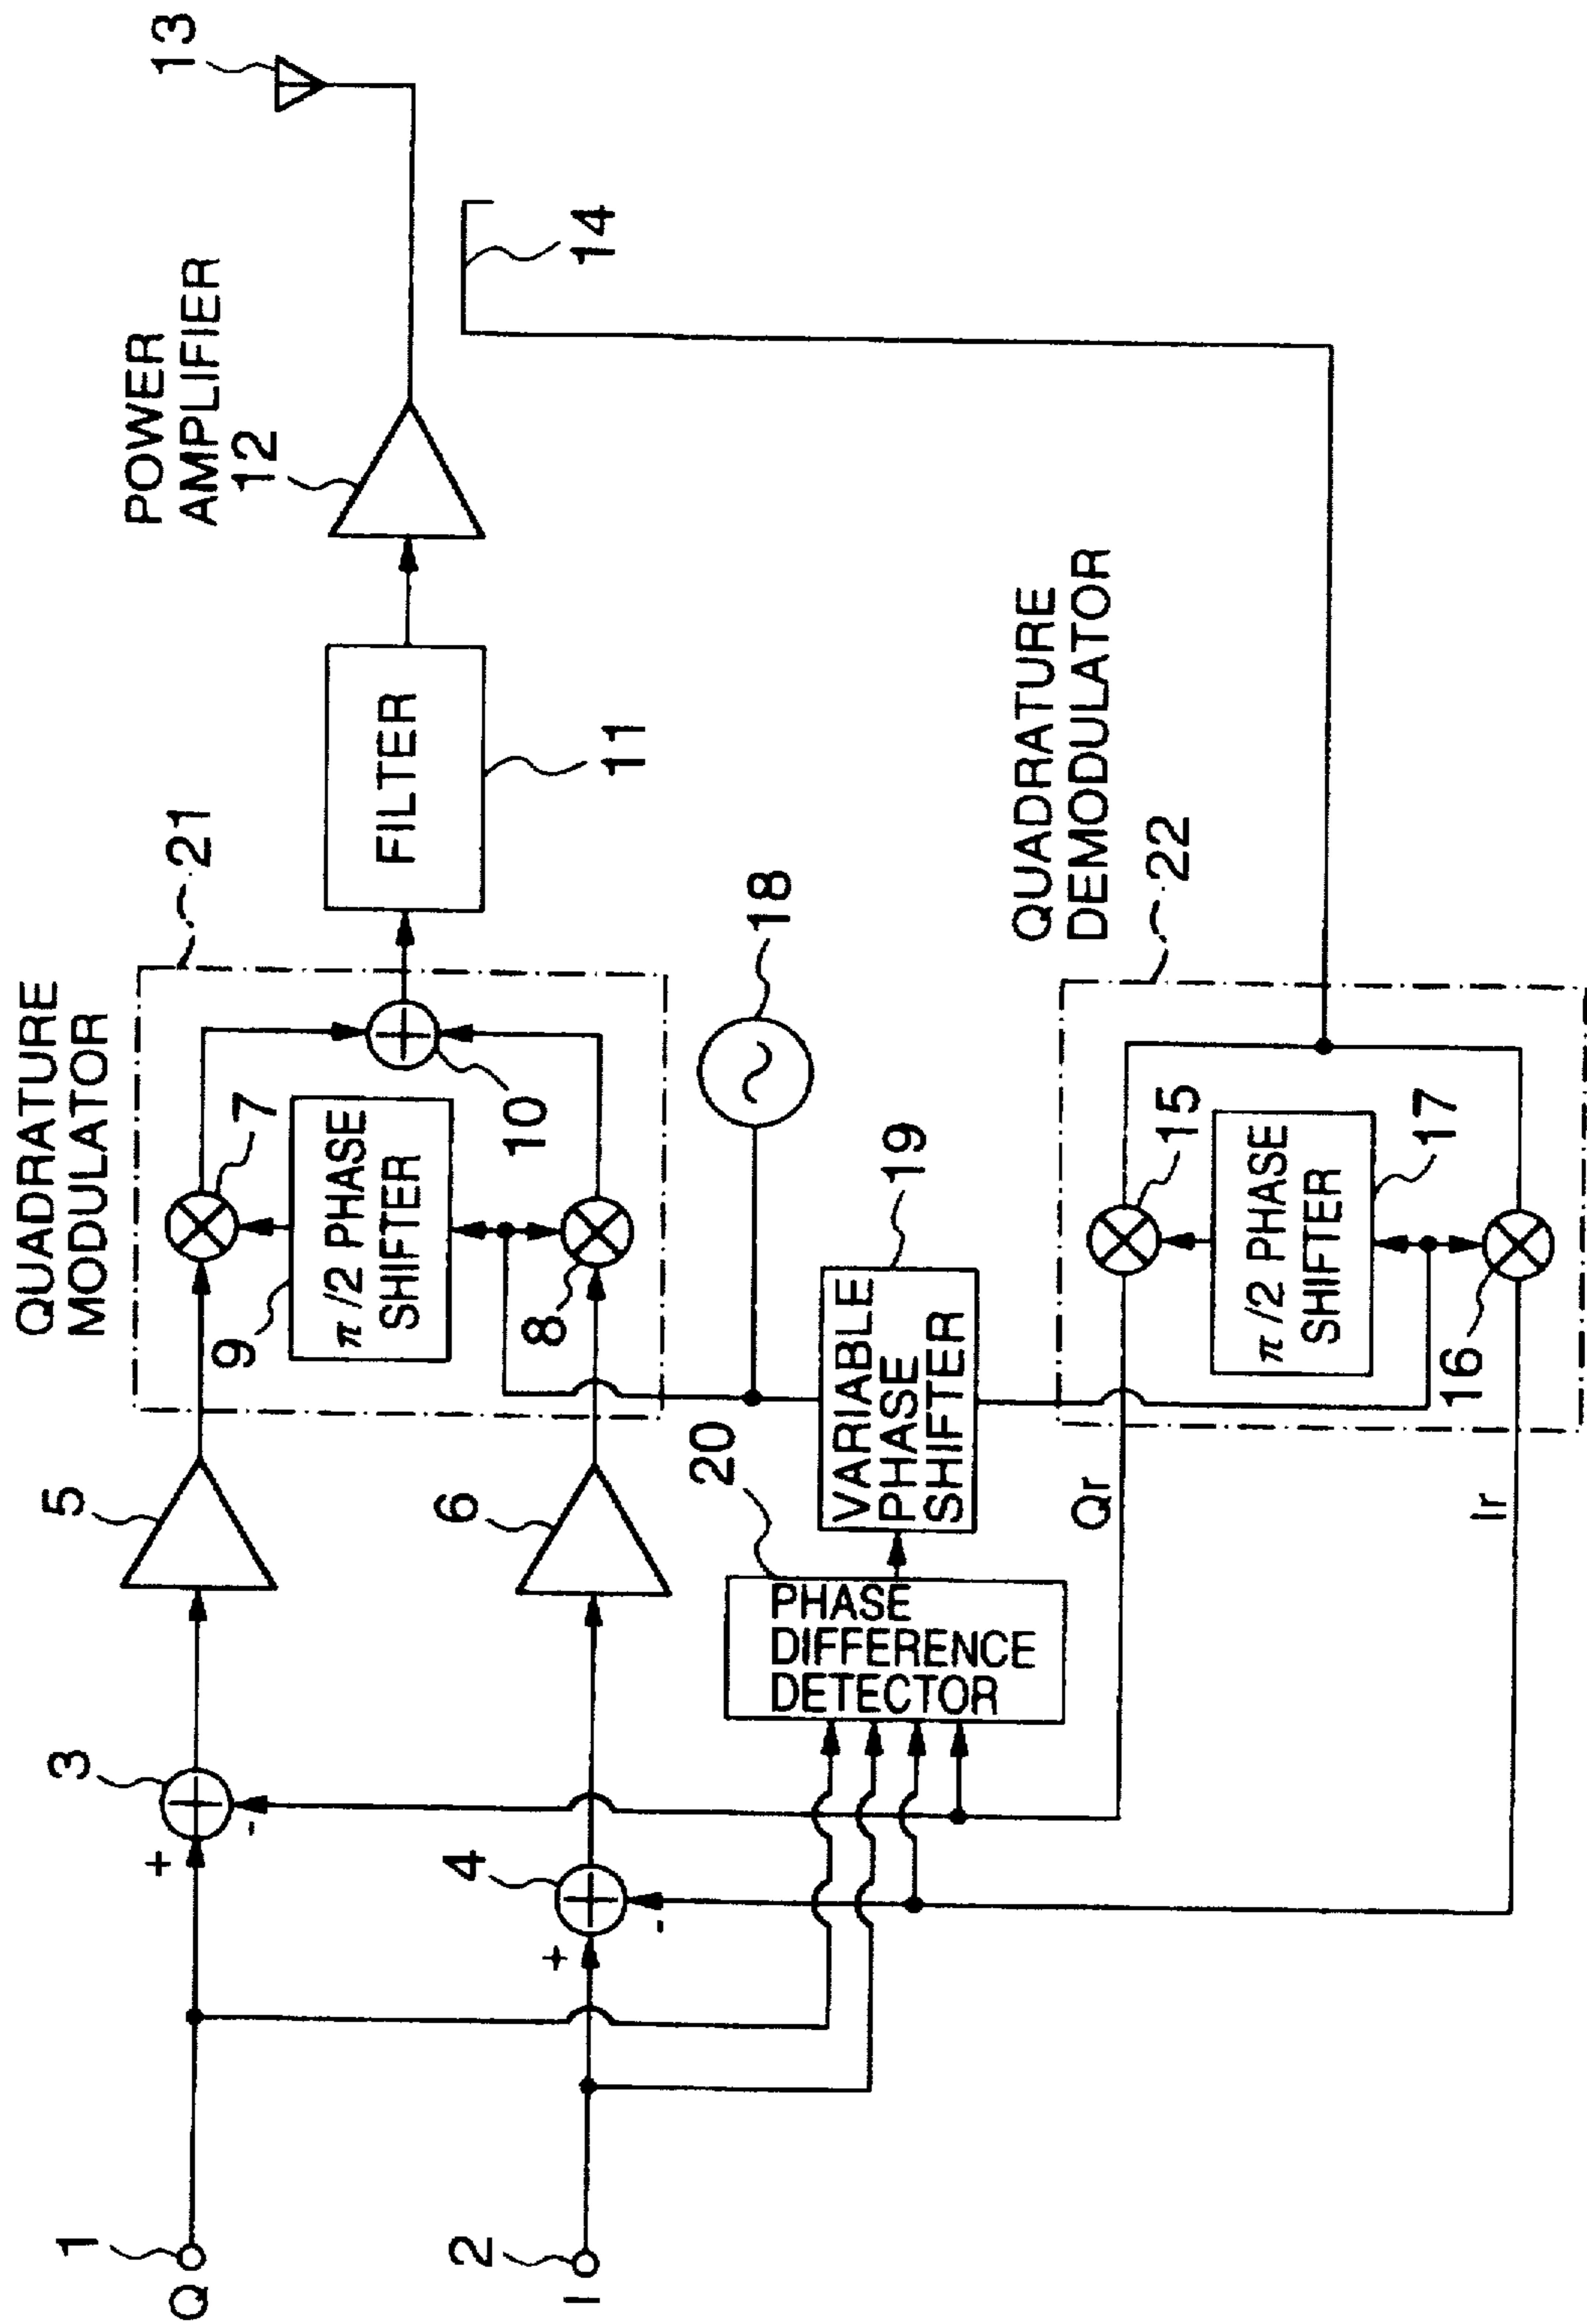 QUADRATURE
MODULATOR
21
POWER
AMPLIFIER
12
13
1
Q
3
+
-
5
9
π/2 PHASE
SHIFTER
7
10
FILTER
11
14
2
I
4
+
-
6
8
18
20
PHASE
DIFFERENCE
DETECTOR
VARIABLE
PHASE
SHIFTER
19
QUADRATURE
DEMODULATOR
22
Qr
15
π/2 PHASE
SHIFTER
17
16
Ir